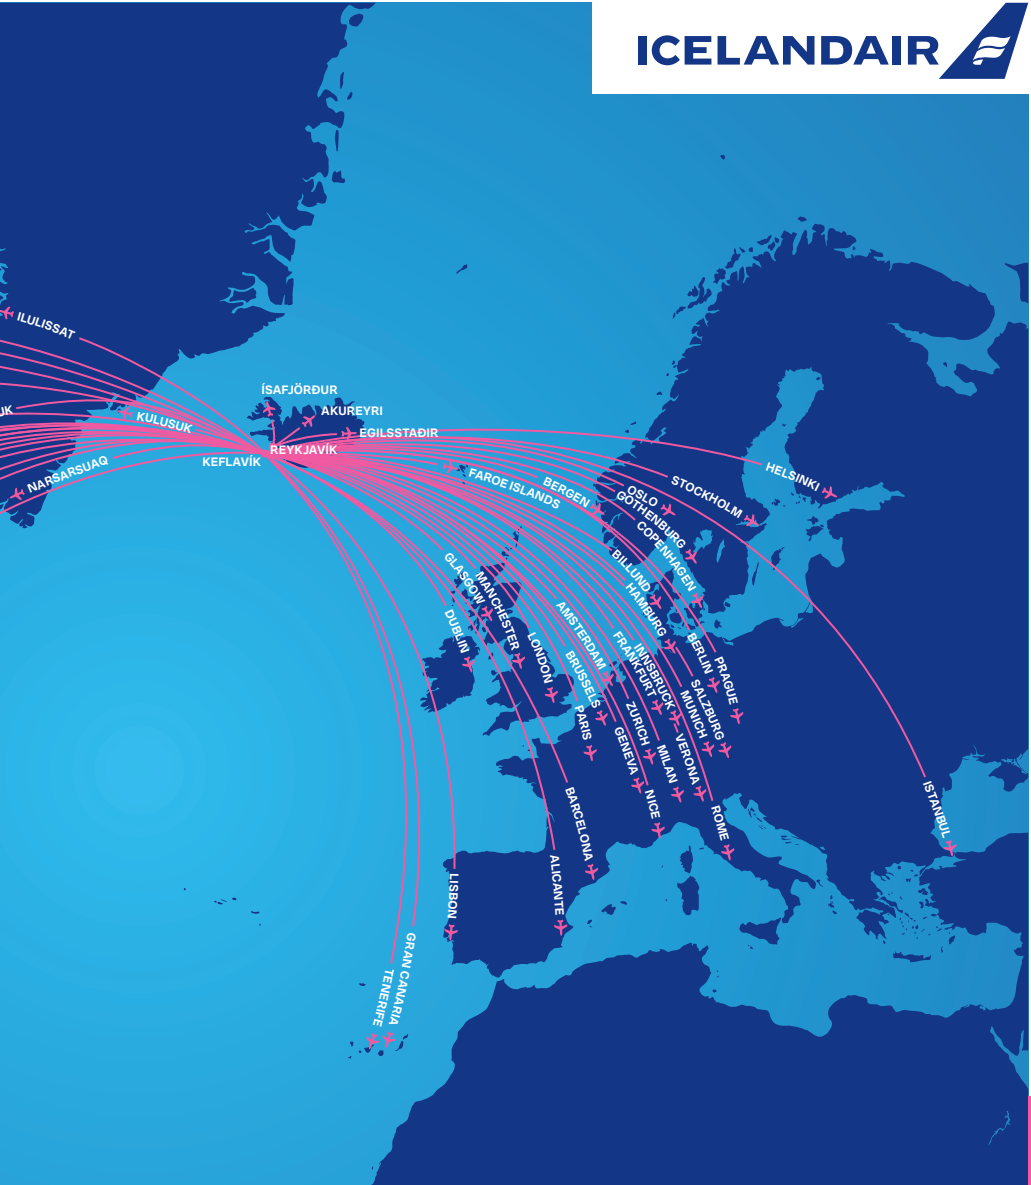 ICELANDAIR
ILULISSAT
UK
KULUSUK
NARSARSUAQ
ÍSAFJÖRÐUR
AKUREYRI
EGILSSTAÐIR
REYKJAVÍK
KEFLAVÍK
FAROE ISLANDS
BERGEN
OSLO
GOTHENBURG
COPENHAGEN
STOCKHOLM
HELSINKI
BILLUND
HAMBURG
GLASGOW
MANCHESTER
DUBLIN
LONDON
AMSTERDAM
BRUSSELS
PARIS
FRANKFURT
INNSBRUCK
BERLIN
PRAGUE
SALZBURG
MUNICH
ZURICH
GENEVA
MILAN
VERONA
NICE
ROME
BARCELONA
ALICANTE
LISBON
GRAN CANARIA
TENERIFE
ISTANBUL